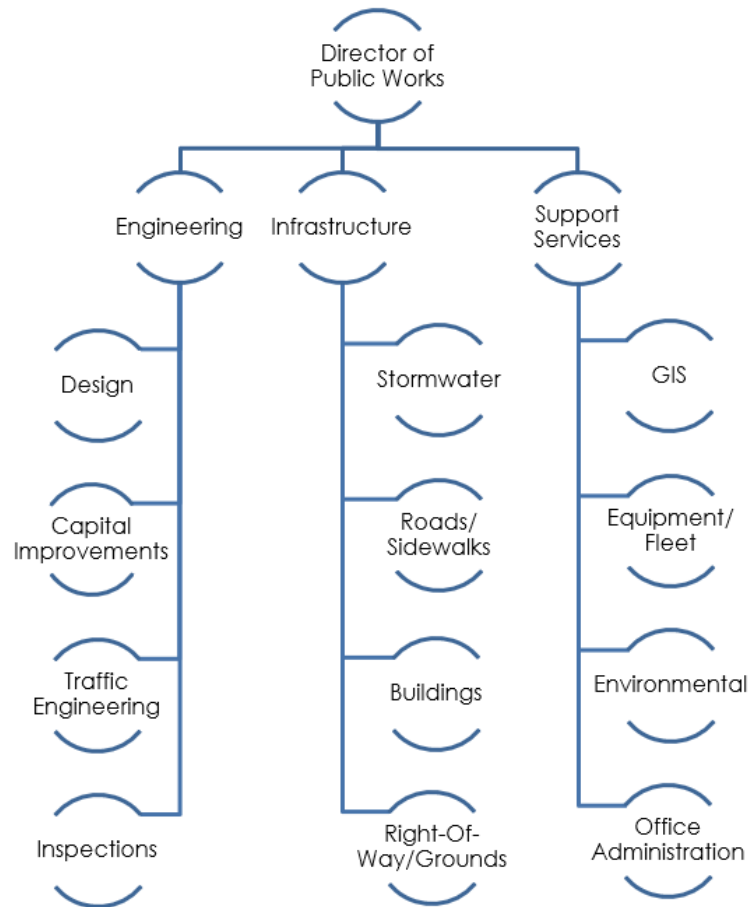 Director of
Public Works
Engineering
Infrastructure
Support
Services
Design
Capital
Improvements
Traffic
Engineering
Inspections
Stormwater
Roads/
Sidewalks
Buildings
Right-Of-
Way/Grounds
GIS
Equipment/
Fleet
Environmental
Office
Administration